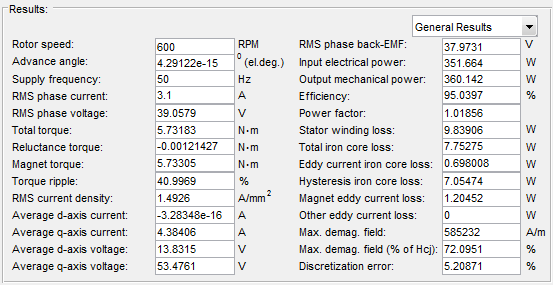 Results:
General Results
Rotor speed: 600 RPM
Advance angle: 4.29122e-15 0 (el.deg.)
Supply frequency: 50 Hz
RMS phase current: 3.1 A
RMS phase voltage: 39.0579 V
Total torque: 5.73183 N·m
Reluctance torque: -0.00121427 N·m
Magnet torque: 5.73305 N·m
Torque ripple: 40.9969 %
RMS current density: 1.4926 A/mm²
Average d-axis current: -3.28348e-16 A
Average q-axis current: 4.38406 A
Average d-axis voltage: 13.8315 V
Average q-axis voltage: 53.4761 V
RMS phase back-EMF: 37.9731 V
Input electrical power: 351.664 W
Output mechanical power: 360.142 W
Efficiency: 95.0397 %
Power factor: 1.01856
Stator winding loss: 9.83906 W
Total iron core loss: 7.75275 W
Eddy current iron core loss: 0.698008 W
Hysteresis iron core loss: 7.05474 W
Magnet eddy current loss: 1.20452 W
Other eddy current loss: 0 W
Max. demag. field: 585232 A/m
Max. demag. field (% of Hcj): 72.0951 %
Discretization error: 5.20871 %